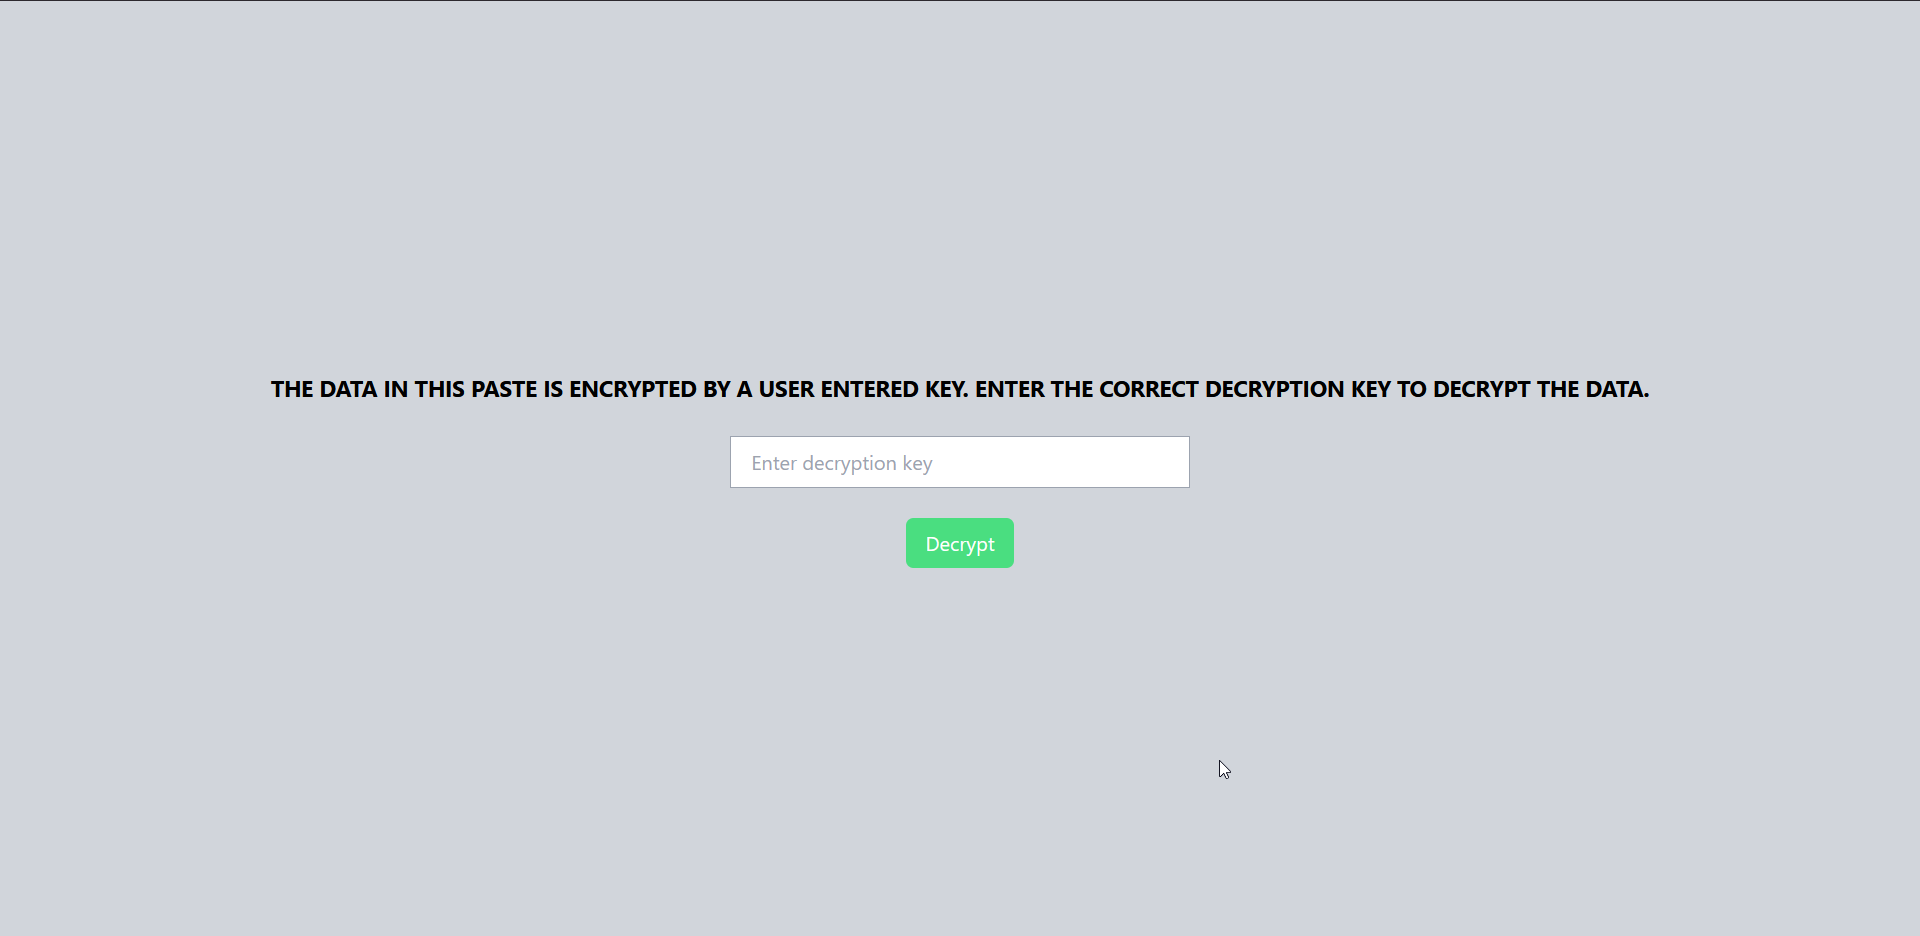 THE DATA IN THIS PASTE IS ENCRYPTED BY A USER ENTERED KEY. ENTER THE CORRECT DECRYPTION KEY TO DECRYPT THE DATA.
Enter decryption key
Decrypt